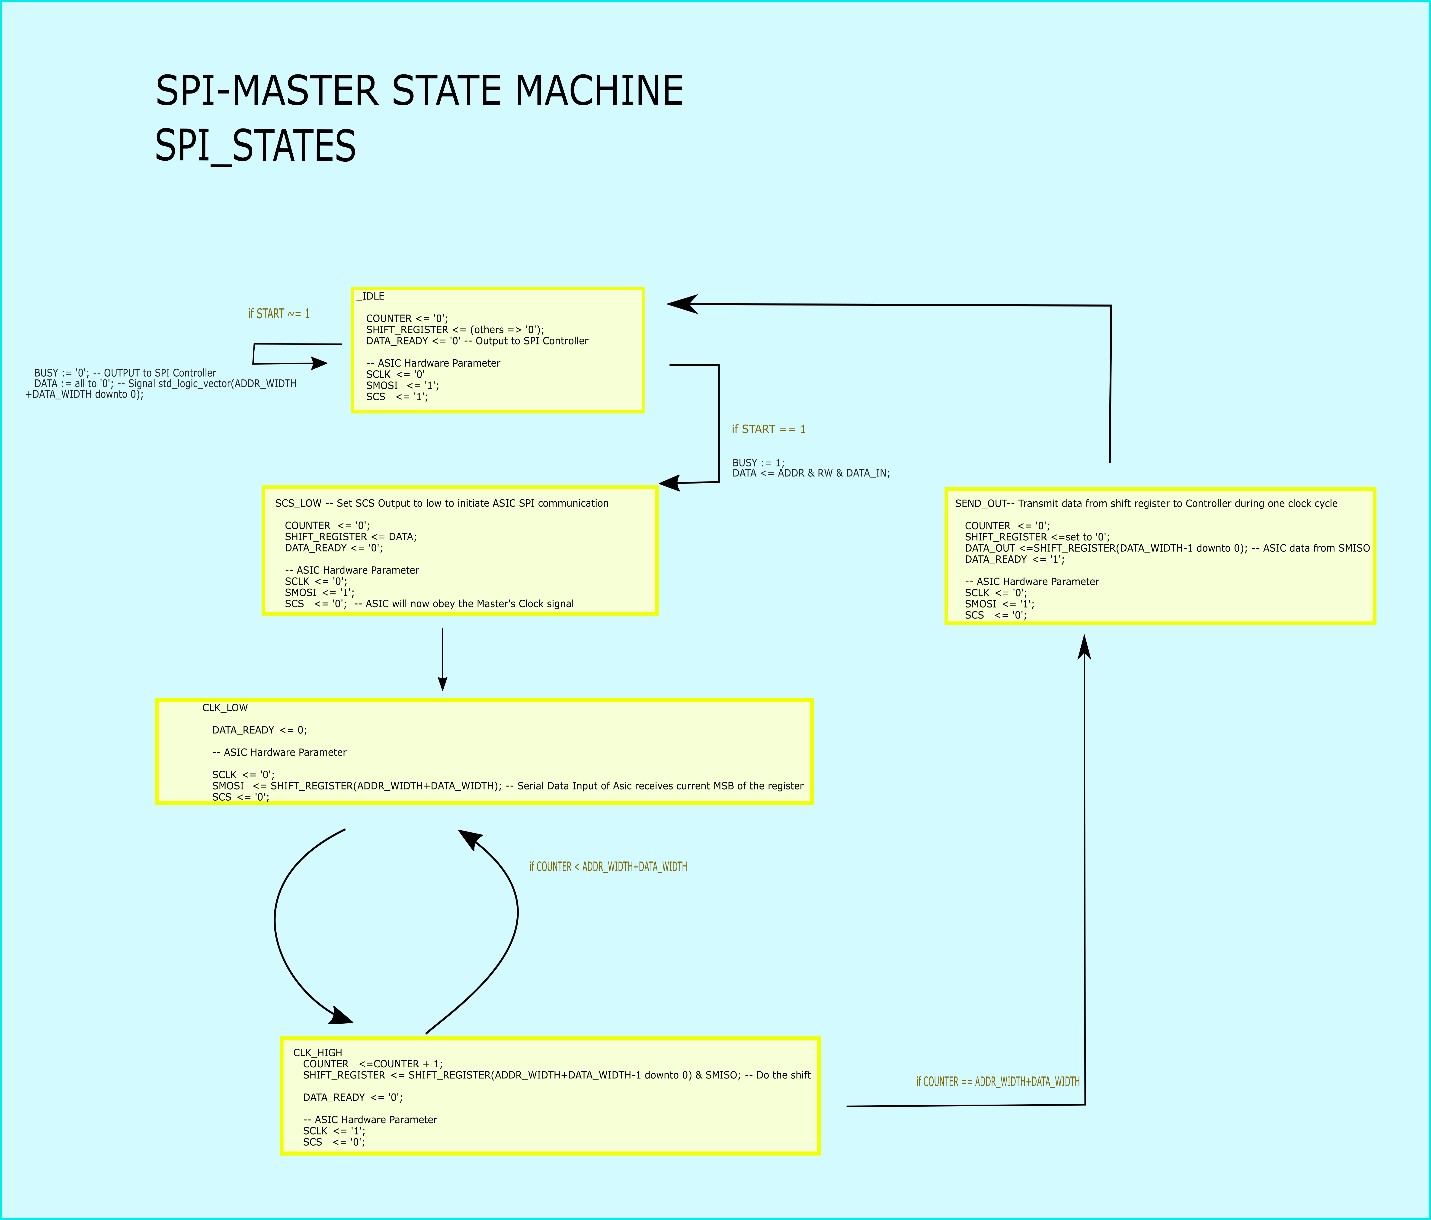 SPI-MASTER STATE MACHINE
SPI_STATES
_IDLE
COUNTER <= '0';
SHIFT_REGISTER <= (others => '0');
DATA_READY <= '0' -- Output to SPI Controller
-- ASIC Hardware Parameter
SCLK <= '0'
SMOSI <= '1';
SCS <= '1';
if START ~= 1
BUSY := '0'; -- OUTPUT to SPI Controller
DATA := all to '0'; -- Signal std_logic_vector(ADDR_WIDTH
+DATA_WIDTH downto 0);
if START == 1
BUSY := 1;
DATA <= ADDR & RW & DATA_IN;
SCS_LOW -- Set SCS Output to low to initiate ASIC SPI communication
COUNTER <= '0';
SHIFT_REGISTER <= DATA;
DATA_READY <= '0';
-- ASIC Hardware Parameter
SCLK <= '0';
SMOSI <= '1';
SCS <= '0'; -- ASIC will now obey the Master's Clock signal
SEND_OUT-- Transmit data from shift register to Controller during one clock cycle
COUNTER <= '0';
SHIFT_REGISTER <=set to '0';
DATA_OUT <=SHIFT_REGISTER(DATA_WIDTH-1 downto 0); -- ASIC data from SMISO
DATA_READY <= '1';
-- ASIC Hardware Parameter
SCLK <= '0';
SMOSI <= '1';
SCS <= '0';
CLK_LOW
DATA_READY <= 0;
-- ASIC Hardware Parameter
SCLK <= '0';
SMOSI <= SHIFT_REGISTER(ADDR_WIDTH+DATA_WIDTH); -- Serial Data Input of Asic receives current MSB of the register
SCS <= '0';
if COUNTER < ADDR_WIDTH+DATA_WIDTH
CLK_HIGH
COUNTER <=COUNTER + 1;
SHIFT_REGISTER <= SHIFT_REGISTER(ADDR_WIDTH+DATA_WIDTH-1 downto 0) & SMISO; -- Do the shift
DATA_READY <= '0';
-- ASIC Hardware Parameter
SCLK <= '1';
SCS <= '0';
if COUNTER == ADDR_WIDTH+DATA_WIDTH